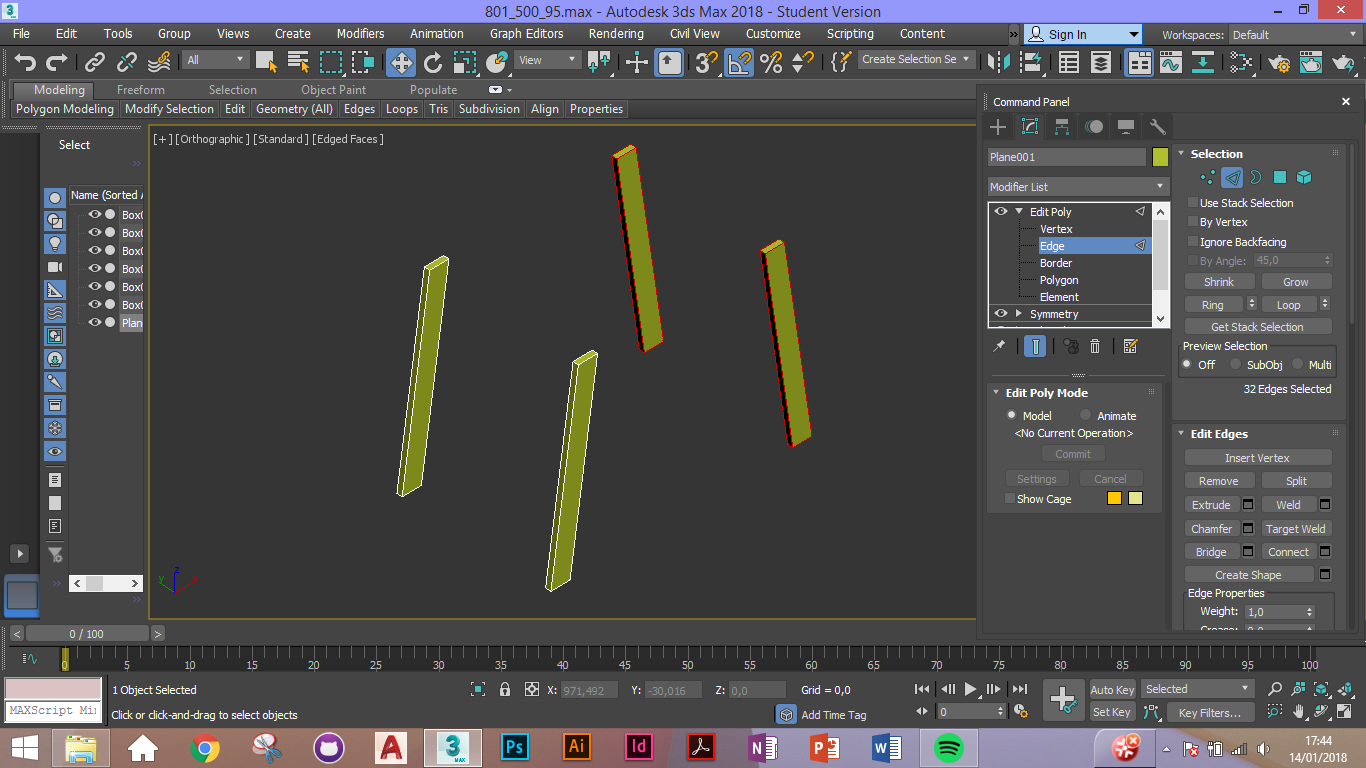 801_500_95.max - Autodesk 3ds Max 2018 - Student Version
File Edit Tools Group Views Create Modifiers Animation Graph Editors Rendering Civil View Customize Scripting Content » Sign In Workspaces: Default
All View Create Selection Se
Modeling Freeform Selection Object Paint Populate
Polygon Modeling Modify Selection Edit Geometry (All) Edges Loops Tris Subdivision Align Properties
Command Panel
[+] [Orthographic] [Standard] [Edged Faces]
Select
Plane001
Selection
Modifier List
Name (Sorted A
Box0
Box0
Box0
Box0
Box0
Box0
Plan
Edit Poly
Vertex
Edge
Border
Polygon
Element
Symmetry
Use Stack Selection
By Vertex
Ignore Backfacing
By Angle: 45,0
Shrink Grow
Ring Loop
Get Stack Selection
Preview Selection
Off SubObj Multi
32 Edges Selected
Edit Poly Mode
Model Animate
<No Current Operation>
Commit
Settings Cancel
Show Cage
Edit Edges
Insert Vertex
Remove Split
Extrude Weld
Chamfer Target Weld
Bridge Connect
Create Shape
Edge Properties
Weight: 1,0
z
y x
< 0 / 100 >
0 5 10 15 20 25 30 35 40 45 50 55 60 65 70 75 80 85 90 95 100
1 Object Selected X: 971,492 Y: -30,016 Z: 0,0 Grid = 0,0 Auto Key Selected
MAXScript Mi
Click or click-and-drag to select objects Add Time Tag 0 Set Key Key Filters...
3 MAX A 3 MAX Ps Ai Id N P W
17:44
14/01/2018